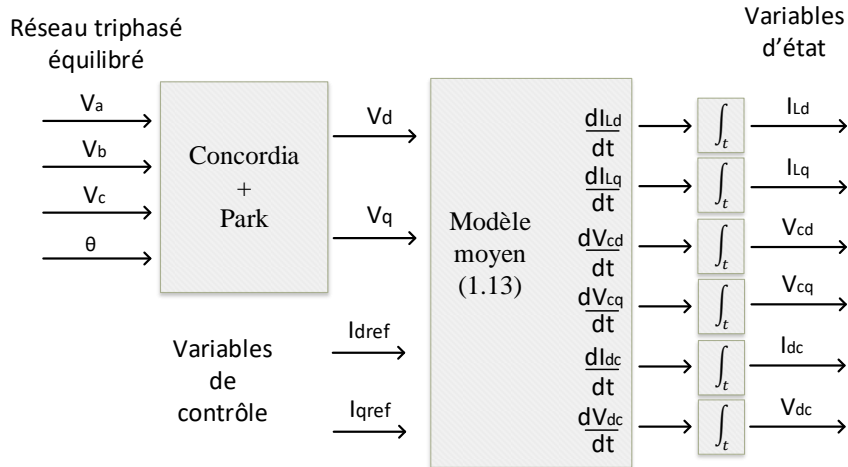 Réseau triphasé
équilibré
Va
Vb
Vc
θ
Concordia
+
Park
Vd
Vq
Variables
de
contrôle
Idref
Iqref
Modèle
moyen
(1.13)
dILd
dt
dILq
dt
dVcd
dt
dVcq
dt
dIdc
dt
dVdc
dt
∫t
∫t
∫t
∫t
∫t
∫t
Variables
d’état
ILd
ILq
Vcd
Vcq
Idc
Vdc